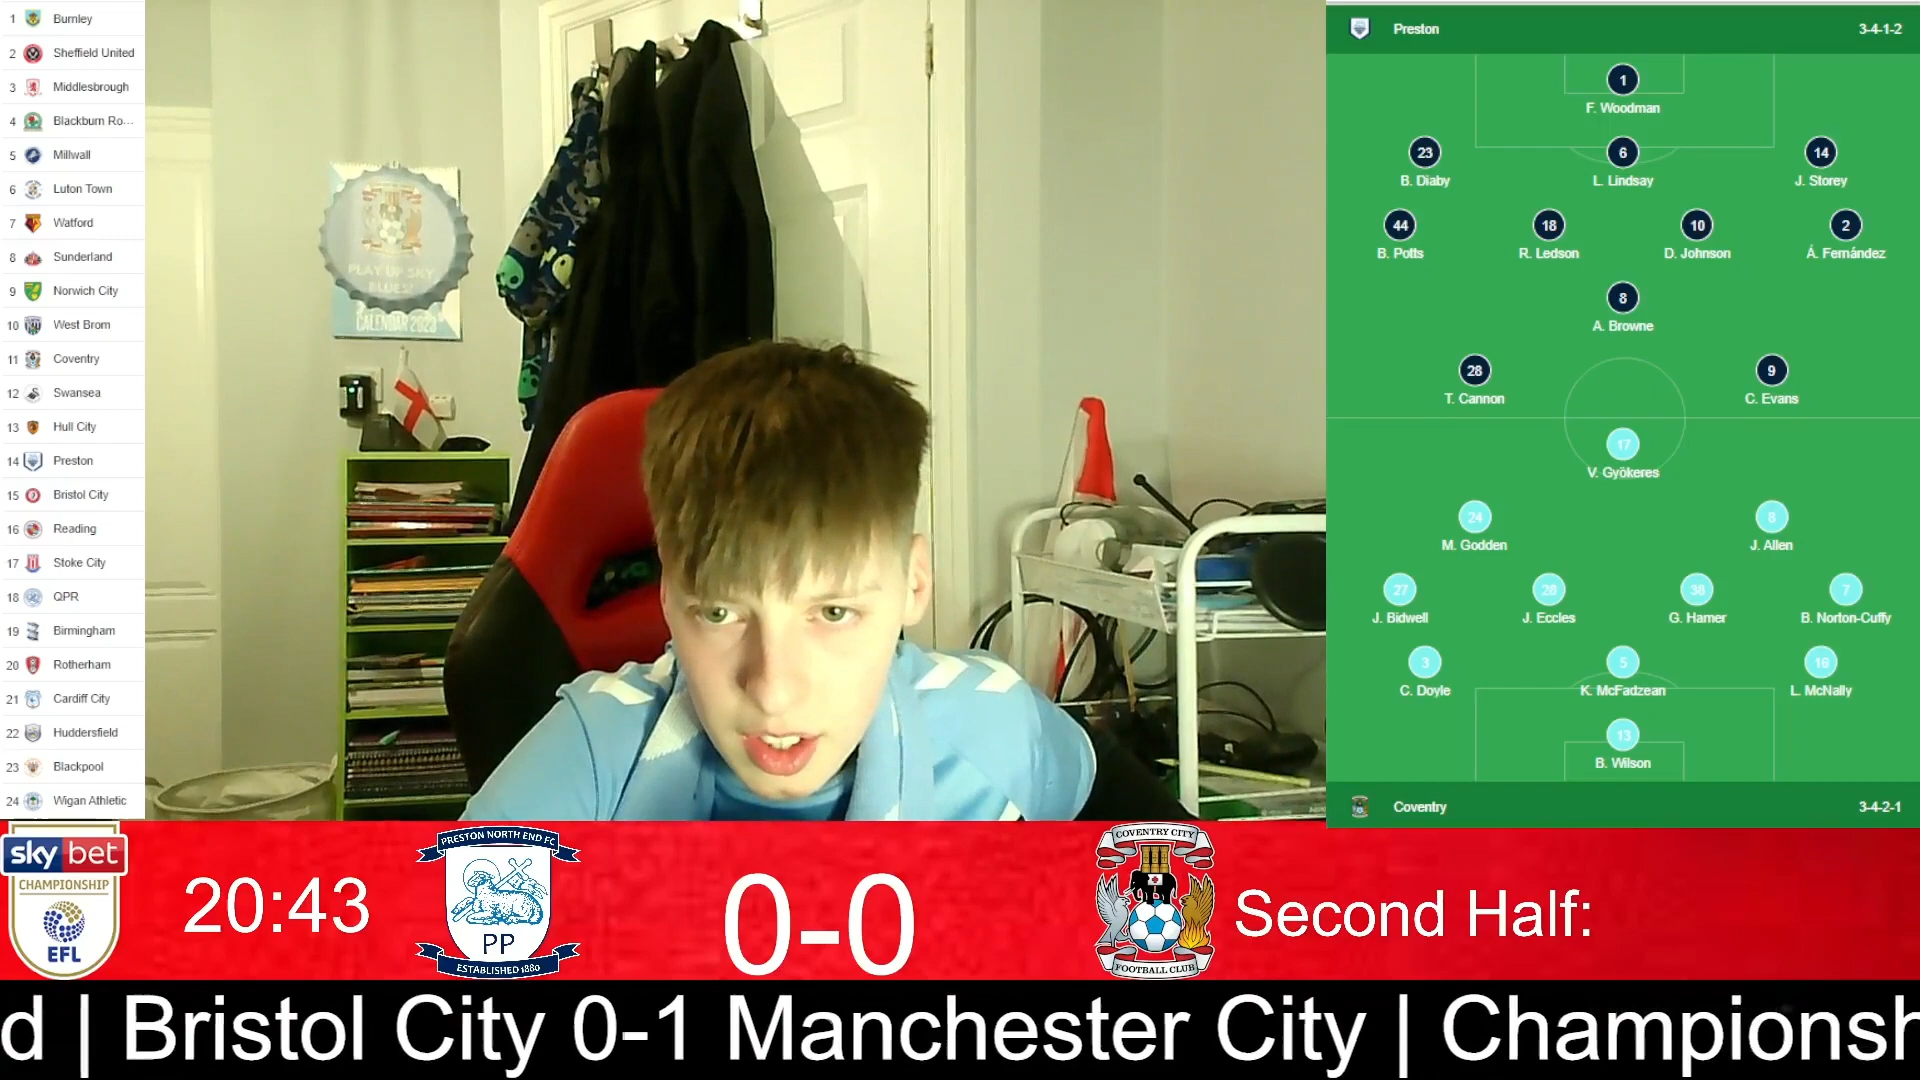 1 Burnley
2 Sheffield United
3 Middlesbrough
4 Blackburn Ro...
5 Millwall
6 Luton Town
7 Watford
8 Sunderland
9 Norwich City
10 West Brom
11 Coventry
12 Swansea
13 Hull City
14 Preston
15 Bristol City
16 Reading
17 Stoke City
18 QPR
19 Birmingham
20 Rotherham
21 Cardiff City
22 Huddersfield
23 Blackpool
24 Wigan Athletic
PLAY UP SKY
BLUES!
CALENDAR 2023
Preston 3-4-1-2
1
F. Woodman
23 6 14
B. Diaby L. Lindsay J. Storey
44 18 10 2
B. Potts R. Ledson D. Johnson Á. Fernández
8
A. Browne
28 9
T. Cannon C. Evans
17
V. Gyökeres
24 8
M. Godden J. Allen
27 28 38 7
J. Bidwell J. Eccles G. Hamer B. Norton-Cuffy
3 5 16
C. Doyle K. McFadzean L. McNally
13
B. Wilson
Coventry 3-4-2-1
sky bet
CHAMPIONSHIP
EFL
20:43
PRESTON NORTH END FC
PP
ESTABLISHED 1880
0-0
COVENTRY CITY
FOOTBALL CLUB
Second Half:
d | Bristol City 0-1 Manchester City | Championsh